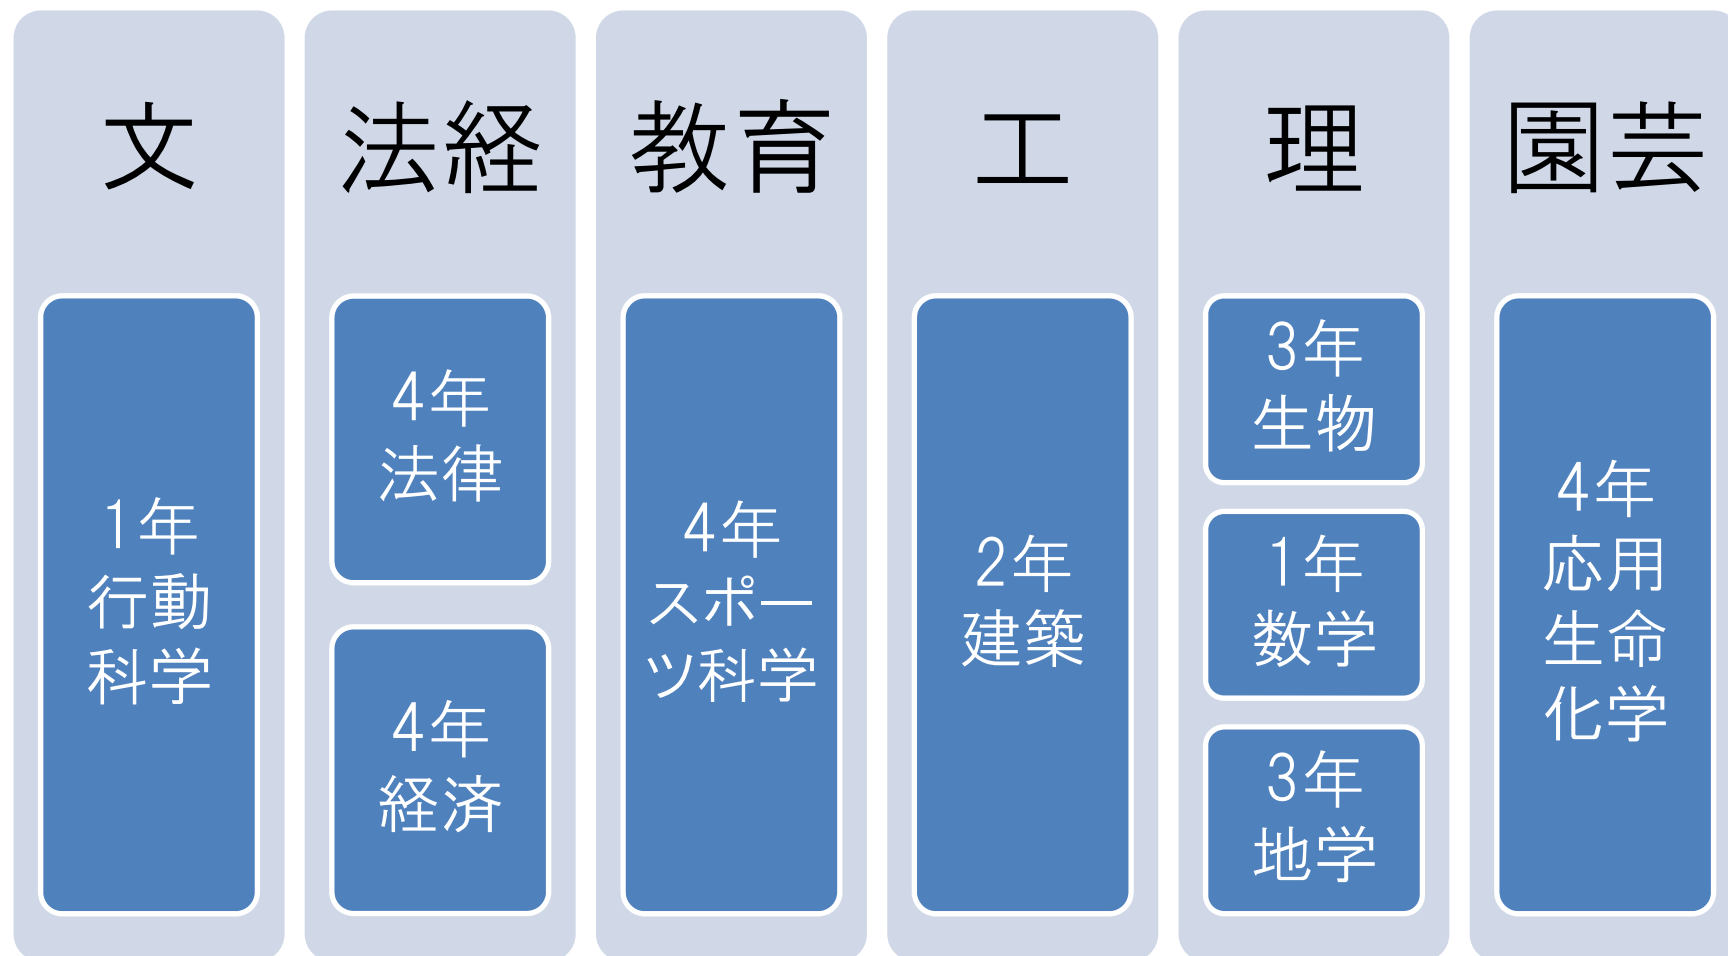 文
1年
行動
科学
法経
4年
法律
4年
経済
教育
4年
スポー
ツ科学
工
2年
建築
理
3年
生物
1年
数学
3年
地学
園芸
4年
応用
生命
化学